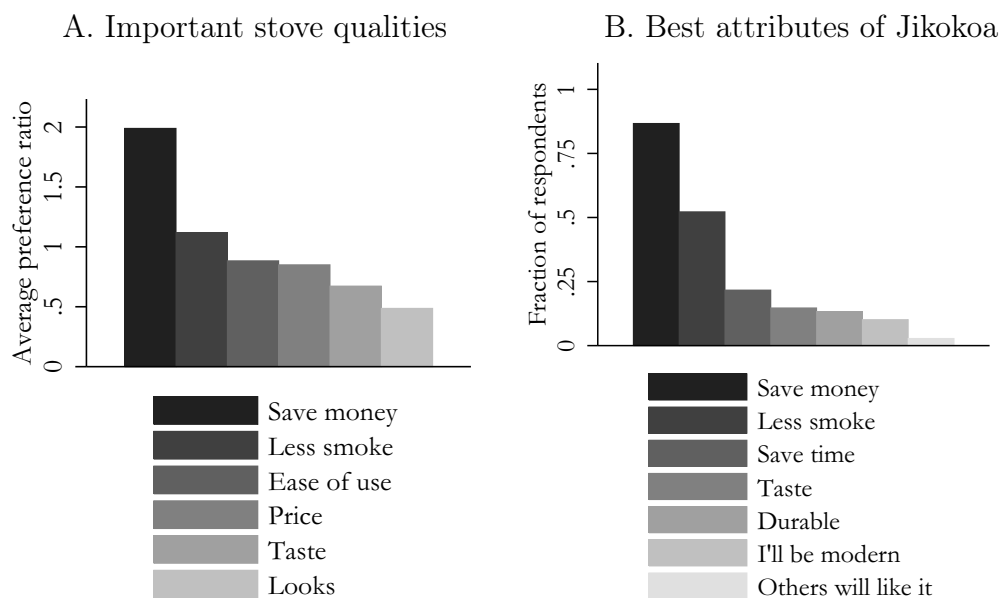 A. Important stove qualities
Average preference ratio
2
1.5
1
.5
0
Save money
Less smoke
Ease of use
Price
Taste
Looks
B. Best attributes of Jikokoa
Fraction of respondents
1
.75
.5
.25
0
Save money
Less smoke
Save time
Taste
Durable
I'll be modern
Others will like it